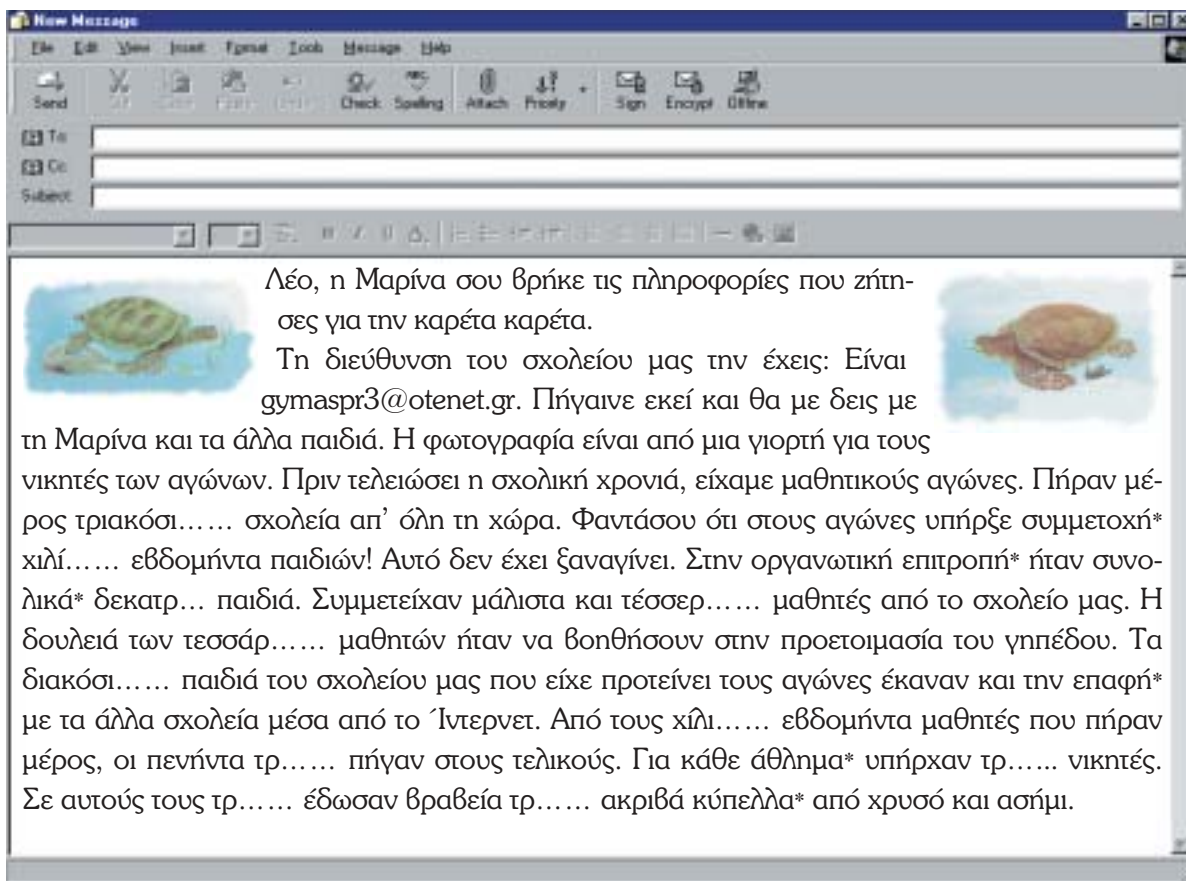 New Message
File Edit View Insert Format Tools Message Help
Send Check Spelling Attach Priority Sign Encrypt Offline
To:
Cc:
Subject:
Λέο, η Μαρίνα σου βρήκε τις πληροφορίες που ζήτη-
σες για την καρέτα καρέτα.
Τη διεύθυνση του σχολείου μας την έχεις: Είναι
gymaspr3@otenet.gr. Πήγαινε εκεί και θα με δεις με
τη Μαρίνα και τα άλλα παιδιά. Η φωτογραφία είναι από μια γιορτή για τους
νικητές των αγώνων. Πριν τελειώσει η σχολική χρονιά, είχαμε μαθητικούς αγώνες. Πήραν μέ-
ρος τριακόσι…… σχολεία απ’ όλη τη χώρα. Φαντάσου ότι στους αγώνες υπήρξε συμμετοχή*
χιλί…… εβδομήντα παιδιών! Αυτό δεν έχει ξαναγίνει. Στην οργανωτική επιτροπή* ήταν συνο-
λικά* δεκατρ… παιδιά. Συμμετείχαν μάλιστα και τέσσερ…… μαθητές από το σχολείο μας. Η
δουλειά των τεσσάρ…… μαθητών ήταν να βοηθήσουν στην προετοιμασία του γηπέδου. Τα
διακόσι…… παιδιά του σχολείου μας που είχε προτείνει τους αγώνες έκαναν και την επαφή*
με τα άλλα σχολεία μέσα από το Ίντερνετ. Από τους χίλι…… εβδομήντα μαθητές που πήραν
μέρος, οι πενήντα τρ…… πήγαν στους τελικούς. Για κάθε άθλημα* υπήρχαν τρ…... νικητές.
Σε αυτούς τους τρ…… έδωσαν βραβεία τρ…… ακριβά κύπελλα* από χρυσό και ασήμι.